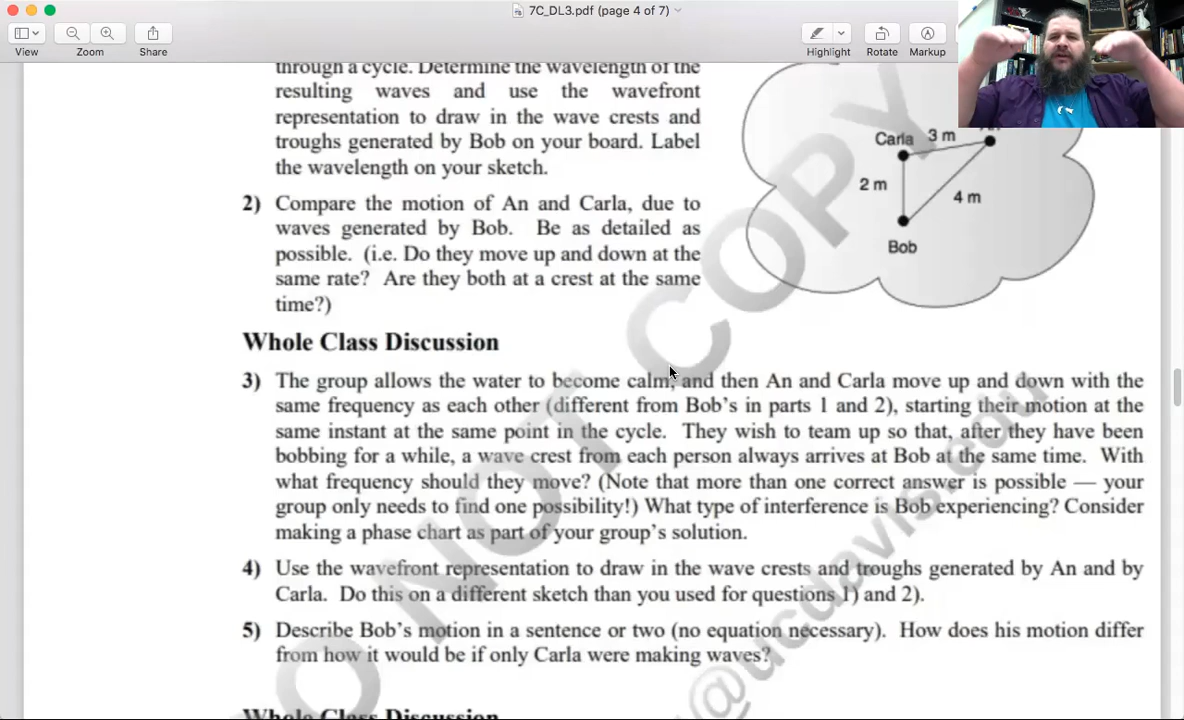 7C_DL3.pdf (page 4 of 7)
View
Zoom
Share
Highlight
Rotate
Markup
through a cycle. Determine the wavelength of the
resulting waves and use the wavefront
representation to draw in the wave crests and
troughs generated by Bob on your board. Label
the wavelength on your sketch.
Carla 3 m
2 m
4 m
Bob
2) Compare the motion of An and Carla, due to
waves generated by Bob. Be as detailed as
possible. (i.e. Do they move up and down at the
same rate? Are they both at a crest at the same
time?)
Whole Class Discussion
3) The group allows the water to become calm, and then An and Carla move up and down with the
same frequency as each other (different from Bob's in parts 1 and 2), starting their motion at the
same instant at the same point in the cycle. They wish to team up so that, after they have been
bobbing for a while, a wave crest from each person always arrives at Bob at the same time. With
what frequency should they move? (Note that more than one correct answer is possible — your
group only needs to find one possibility!) What type of interference is Bob experiencing? Consider
making a phase chart as part of your group's solution.
4) Use the wavefront representation to draw in the wave crests and troughs generated by An and by
Carla. Do this on a different sketch than you used for questions 1) and 2).
5) Describe Bob's motion in a sentence or two (no equation necessary). How does his motion differ
from how it would be if only Carla were making waves?
Whole Class Discussion
O NOT COPY
@ucdavis.edu